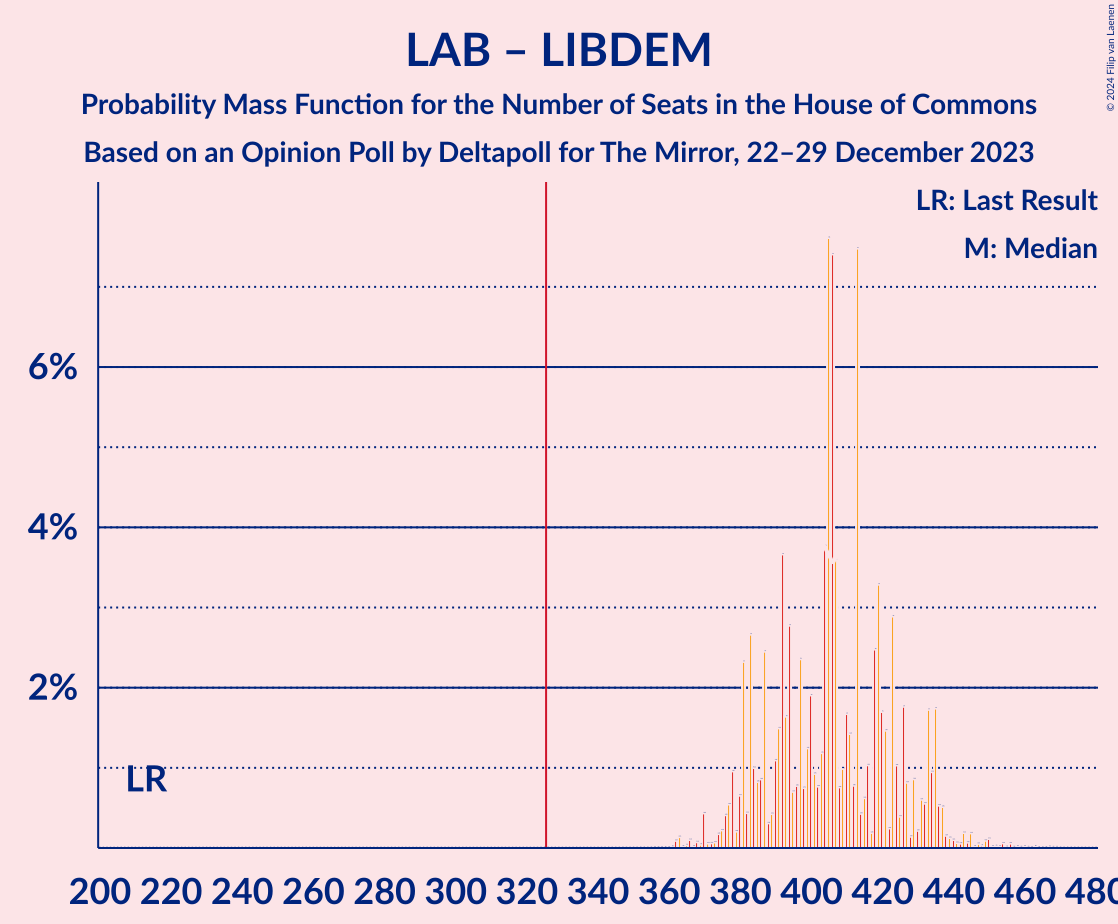 LAB – LIBDEM
Probability Mass Function for the Number of Seats in the House of Commons
Based on an Opinion Poll by Deltapoll for The Mirror, 22–29 December 2023
© 2024 Filip van Laenen
LR: Last Result
M: Median
6%
4%
2%
LR
200 220 240 260 280 300 320 340 360 380 400 420 440 460 480